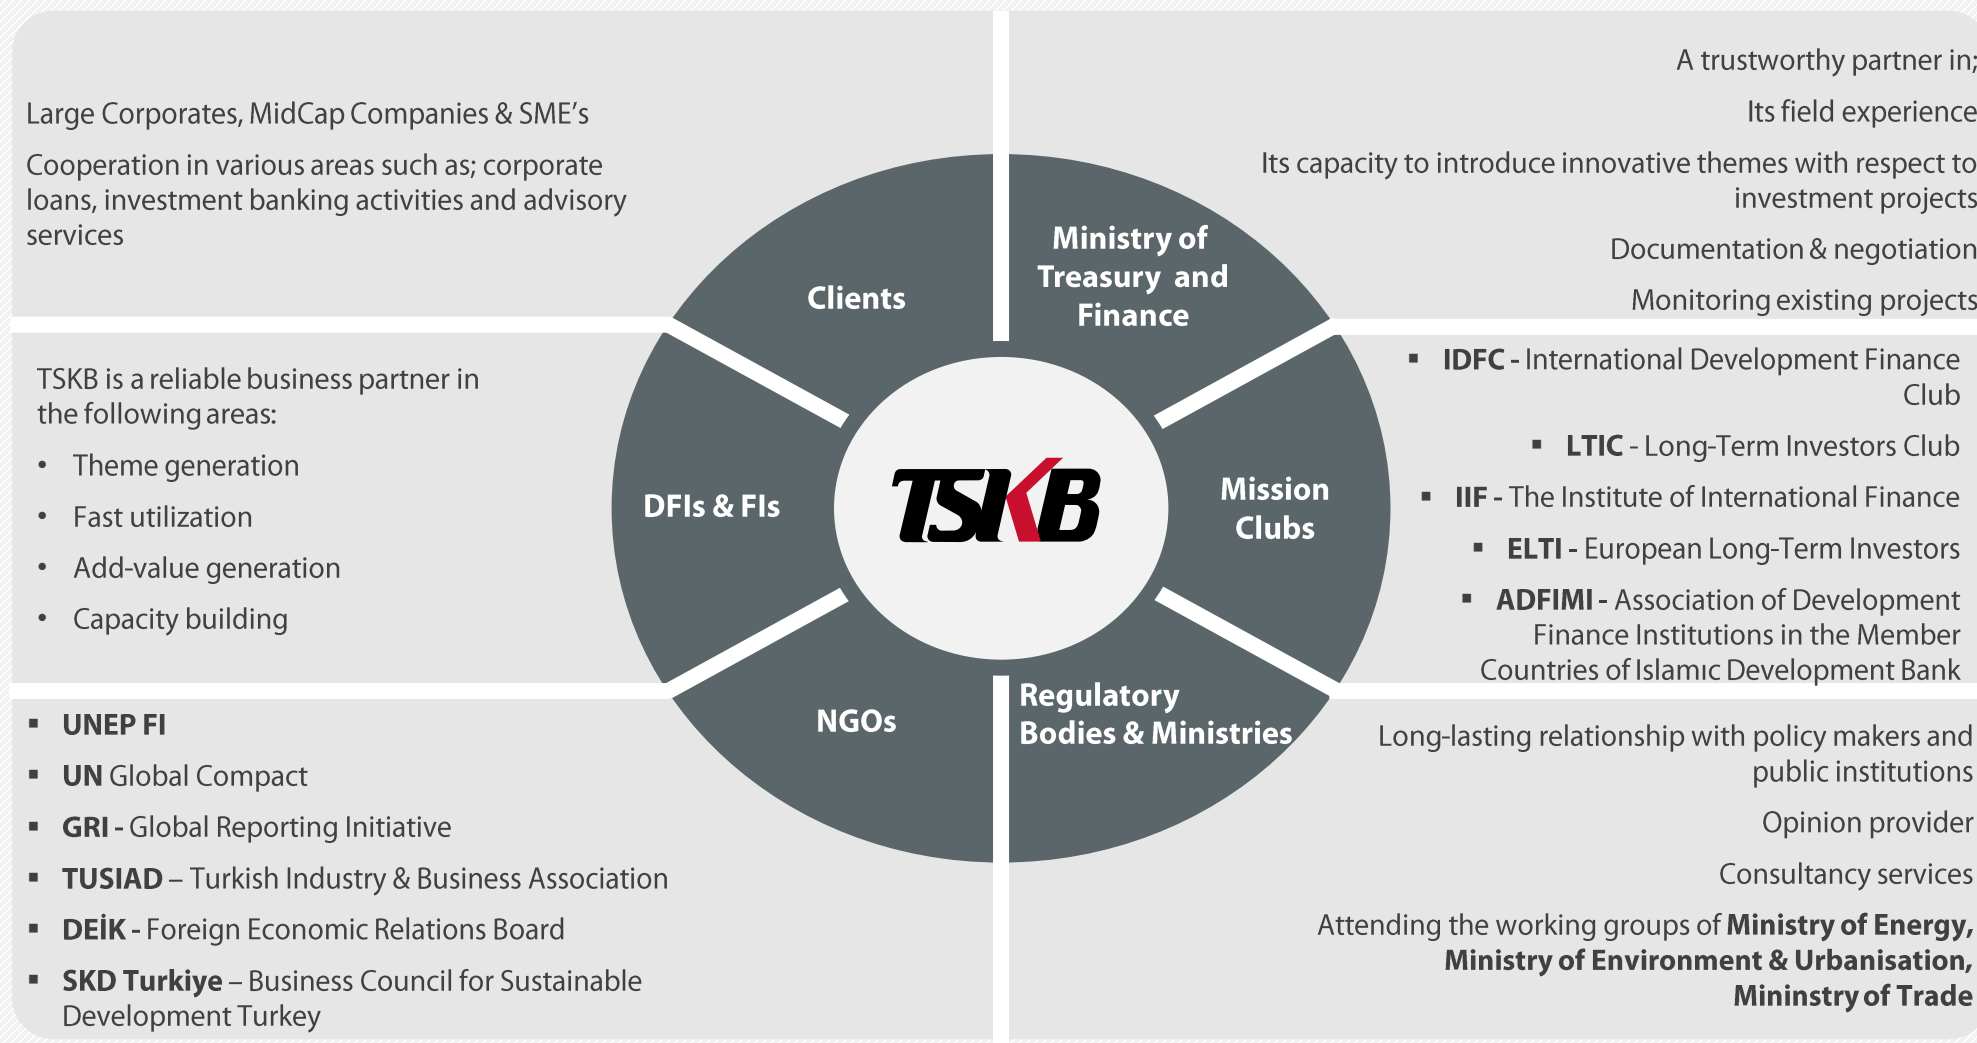 Large Corporates, MidCap Companies & SME's
Cooperation in various areas such as; corporate
loans, investment banking activities and advisory
services
A trustworthy partner in;
Its field experience
Its capacity to introduce innovative themes with respect to
investment projects
Documentation & negotiation
Monitoring existing projects
Clients
Ministry of
Treasury and
Finance
TSKB is a reliable business partner in
the following areas:
• Theme generation
• Fast utilization
• Add-value generation
• Capacity building
DFIs & FIs
TSKB
Mission
Clubs
▪ IDFC - International Development Finance
Club
▪ LTIC - Long-Term Investors Club
▪ IIF - The Institute of International Finance
▪ ELTI - European Long-Term Investors
▪ ADFIMI - Association of Development
Finance Institutions in the Member
Countries of Islamıc Development Bank
NGOs
Regulatory
Bodies & Ministries
▪ UNEP FI
▪ UN Global Compact
▪ GRI - Global Reporting Initiative
▪ TUSIAD – Turkish Industry & Business Association
▪ DEİK - Foreign Economic Relations Board
▪ SKD Turkiye – Business Council for Sustainable
Development Turkey
Long-lasting relationship with policy makers and
public institutions
Opinion provider
Consultancy services
Attending the working groups of Ministry of Energy,
Ministry of Environment & Urbanisation,
Mininstry of Trade